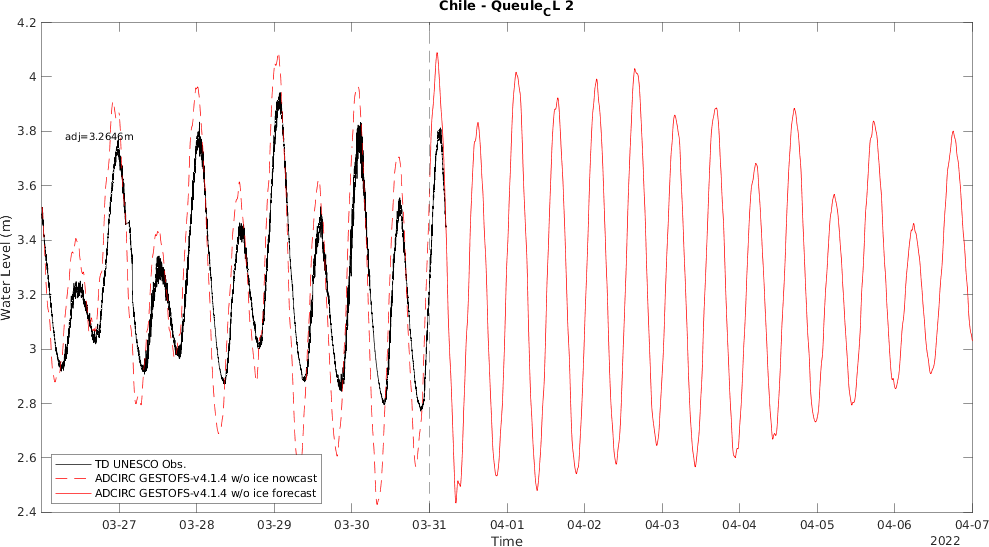 Chile - Queule_CL 2
4.2
4
3.8
3.6
3.4
3.2
3
2.8
2.6
2.4
Water Level (m)
adj=3.2646m
TD UNESCO Obs.
ADCIRC GESTOFS-v4.1.4 w/o ice nowcast
ADCIRC GESTOFS-v4.1.4 w/o ice forecast
03-27 03-28 03-29 03-30 03-31 04-01 04-02 04-03 04-04 04-05 04-06 04-07
Time
2022